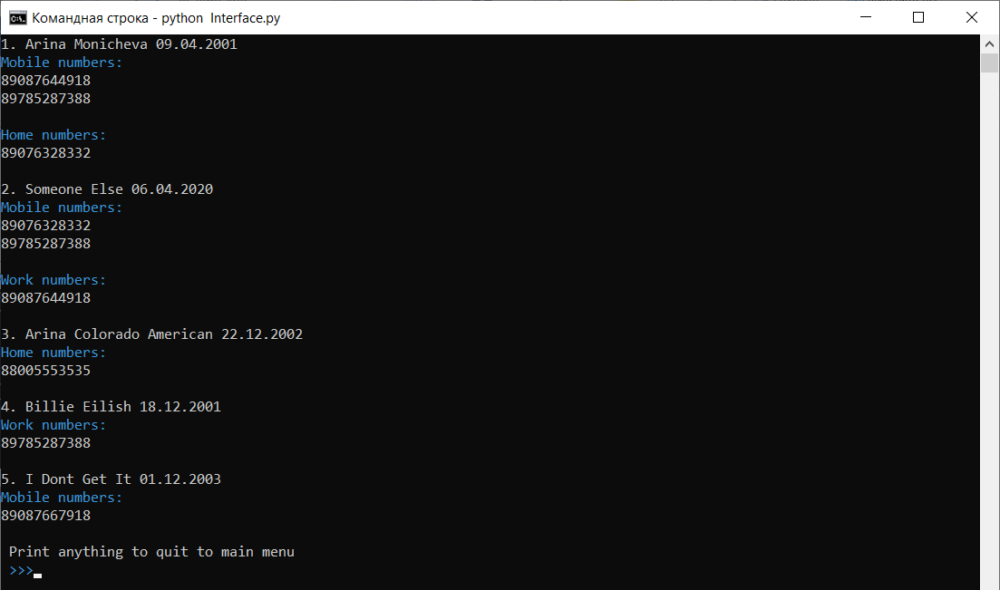 Командная строка - python  Interface.py
1. Arina Monicheva 09.04.2001
Mobile numbers:
89087644918
89785287388
Home numbers:
89076328332
2. Someone Else 06.04.2020
Mobile numbers:
89076328332
89785287388
Work numbers:
89087644918
3. Arina Colorado American 22.12.2002
Home numbers:
88005553535
4. Billie Eilish 18.12.2001
Work numbers:
89785287388
5. I Dont Get It 01.12.2003
Mobile numbers:
89087667918
Print anything to quit to main menu
>>>